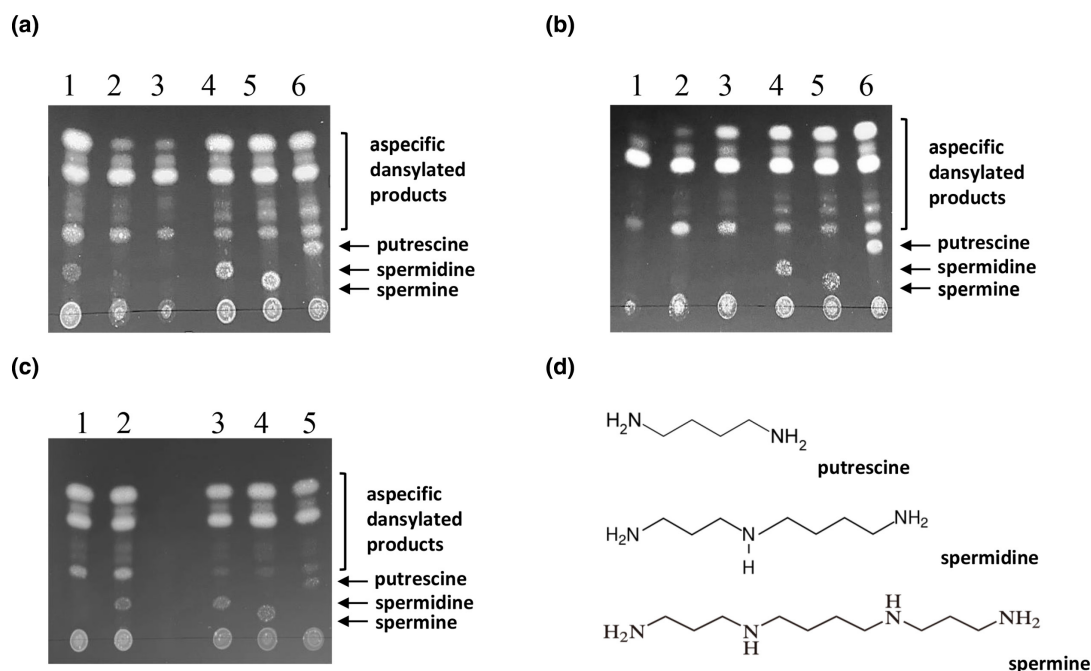 (a)
1 2 3 4 5 6
aspecific
dansylated
products
putrescine
spermidine
spermine
(b)
1 2 3 4 5 6
aspecific
dansylated
products
putrescine
spermidine
spermine
(c)
1 2 3 4 5
aspecific
dansylated
products
putrescine
spermidine
spermine
(d)
H₂N NH₂
putrescine
H₂N N H NH₂
spermidine
H₂N N H H N NH₂
spermine